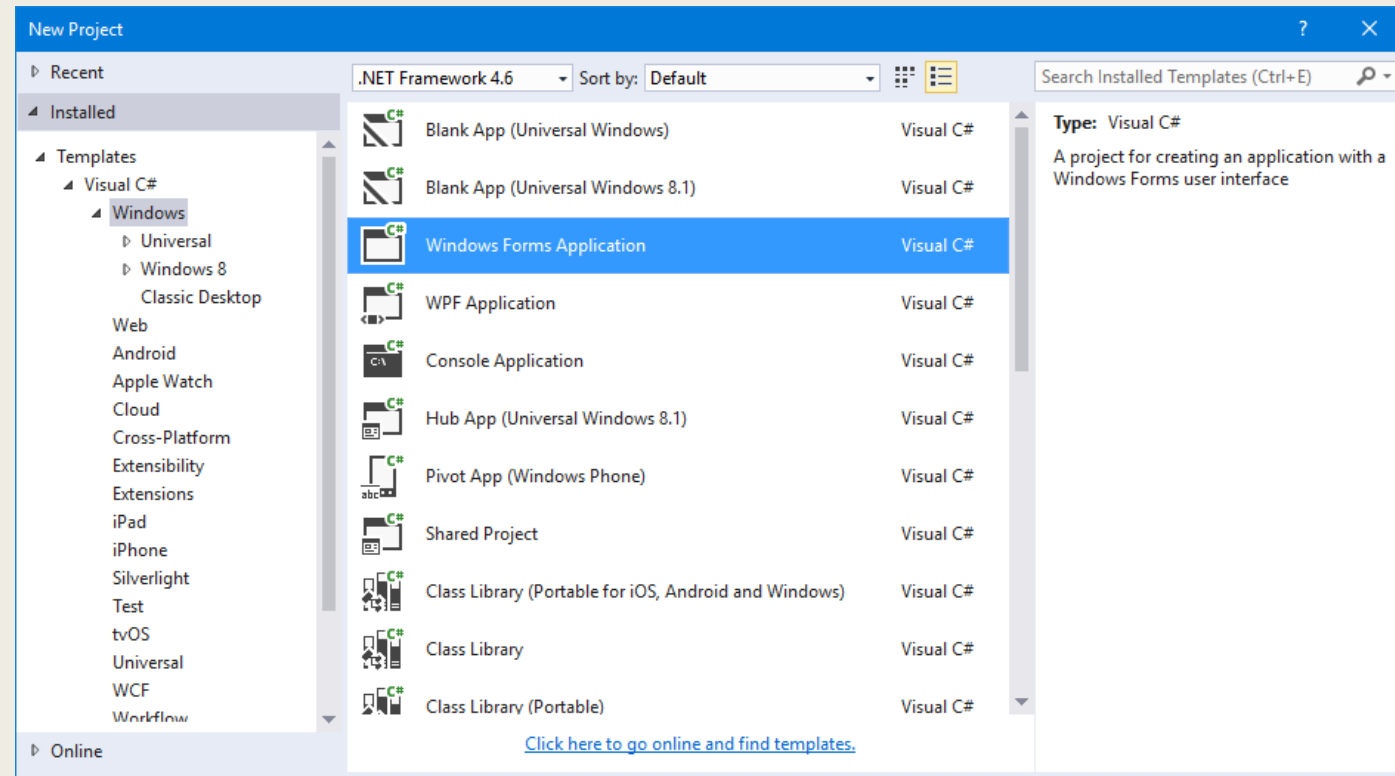 New Project
?
Recent
Installed
Templates
Visual C#
Windows
Universal
Windows 8
Classic Desktop
Web
Android
Apple Watch
Cloud
Cross-Platform
Extensibility
Extensions
iPad
iPhone
Silverlight
Test
tvOS
Universal
WCF
Workflow
Online
.NET Framework 4.6 Sort by: Default
C# Blank App (Universal Windows) Visual C#
C# Blank App (Universal Windows 8.1) Visual C#
C# Windows Forms Application Visual C#
C# WPF Application Visual C#
C# C:\ Console Application Visual C#
C# Hub App (Universal Windows 8.1) Visual C#
C# abc Pivot App (Windows Phone) Visual C#
C# Shared Project Visual C#
C# Class Library (Portable for iOS, Android and Windows) Visual C#
C# Class Library Visual C#
C# Class Library (Portable) Visual C#
Click here to go online and find templates.
Search Installed Templates (Ctrl+E)
Type: Visual C#
A project for creating an application with a
Windows Forms user interface